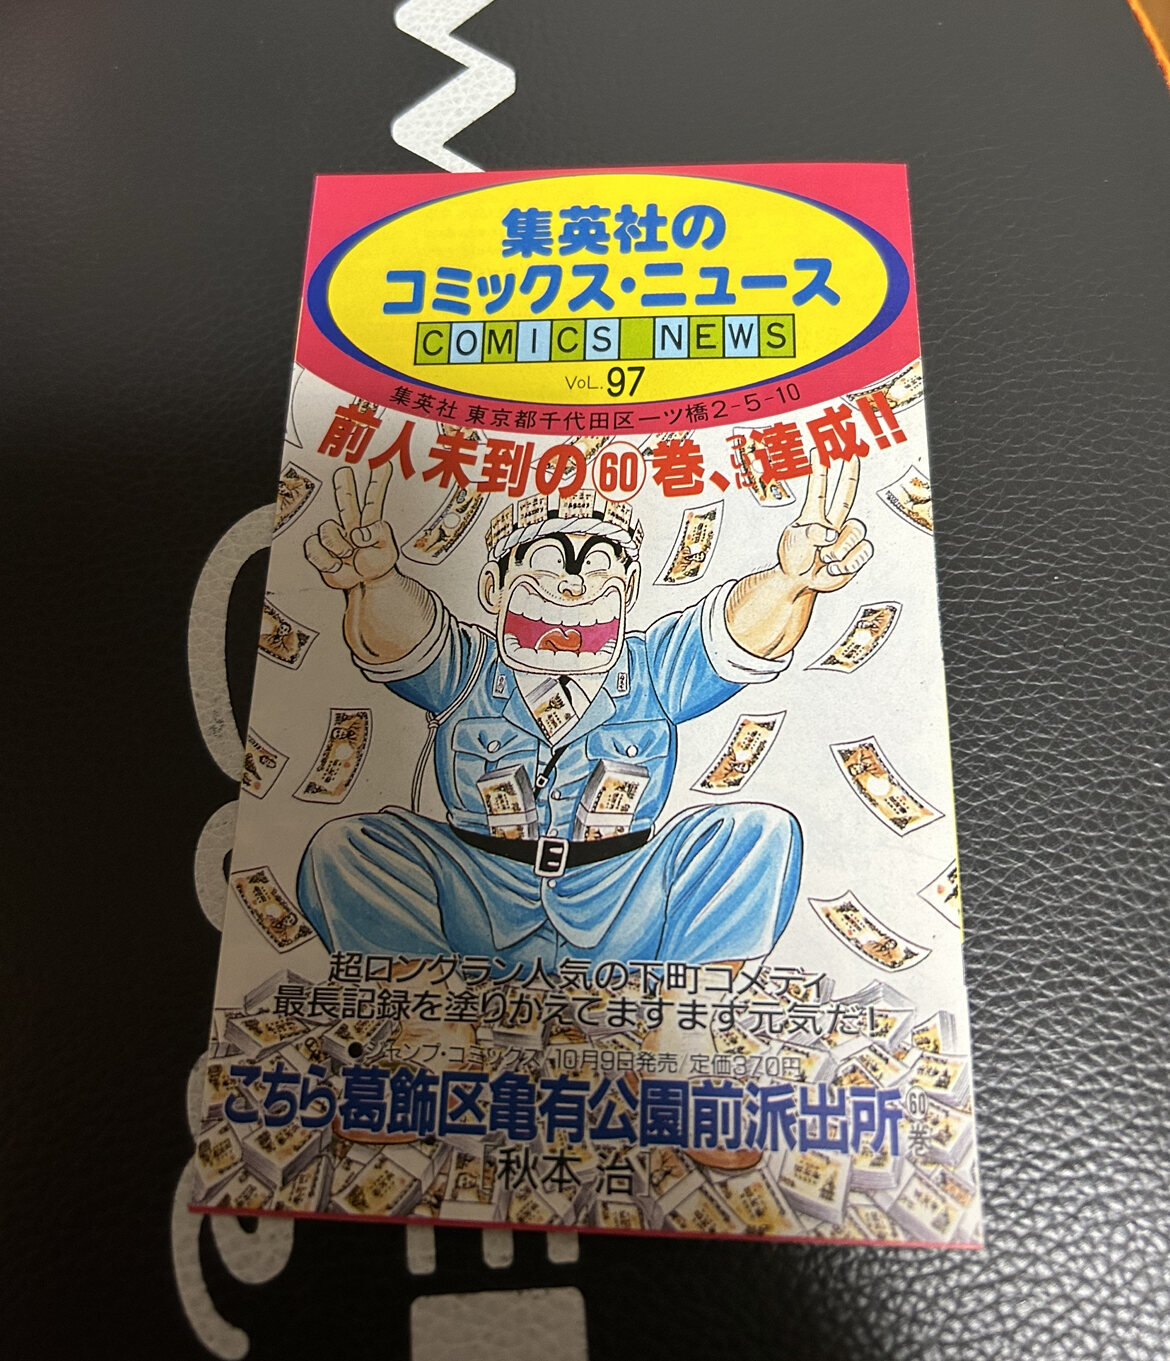 集英社の
コミックス・ニュース
COMICS NEWS
VOL. 97
集英社 東京都千代田区一ツ橋2-5-10
前人未到の60巻、達成!!
超ロングラン人気の下町コメディ
最長記録を塗りかえてますます元気だ!
●ジャンプ・コミックス/10月9日発売/定価370円
こちら葛飾区亀有公園前派出所60巻
秋本 治